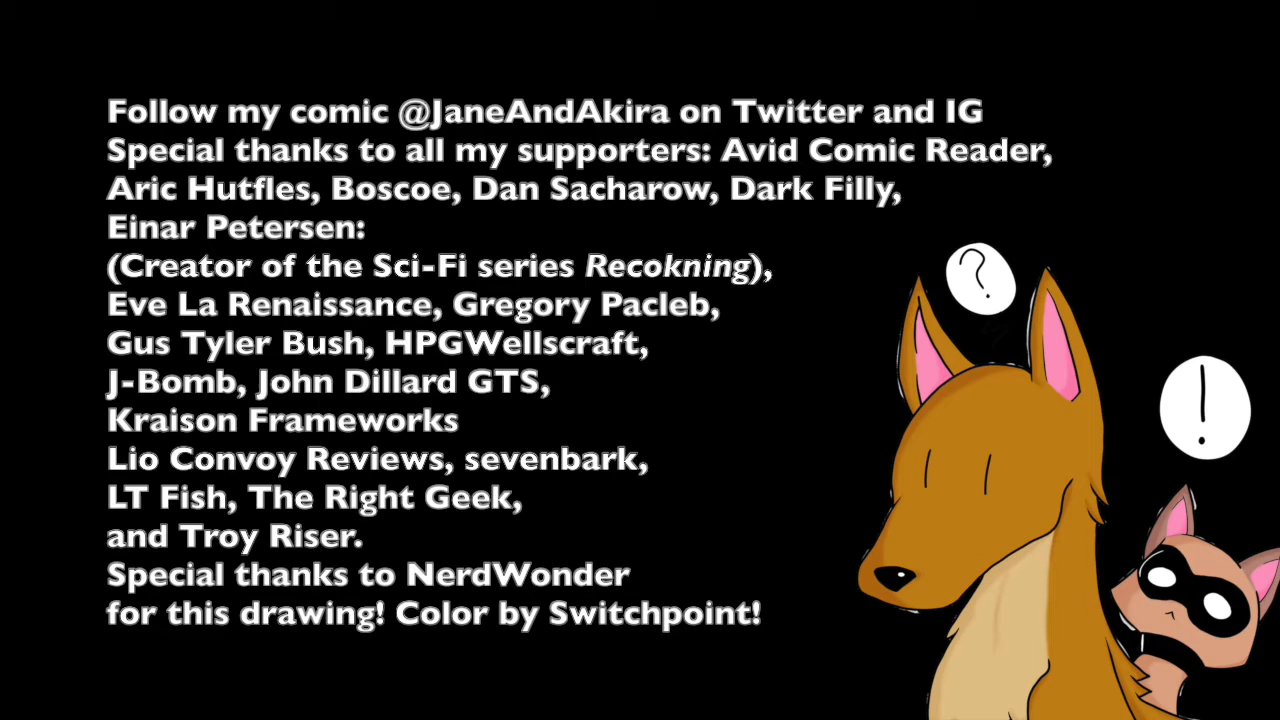 Follow my comic @JaneAndAkira on Twitter and IG
Special thanks to all my supporters: Avid Comic Reader,
Aric Hutfles, Boscoe, Dan Sacharow, Dark Filly,
Einar Petersen:
(Creator of the Sci-Fi series Recokning),
Eve La Renaissance, Gregory Pacleb,
Gus Tyler Bush, HPGWellscraft,
J-Bomb, John Dillard GTS,
Kraison Frameworks
Lio Convoy Reviews, sevenbark,
LT Fish, The Right Geek,
and Troy Riser.
Special thanks to NerdWonder
for this drawing! Color by Switchpoint!
?
!